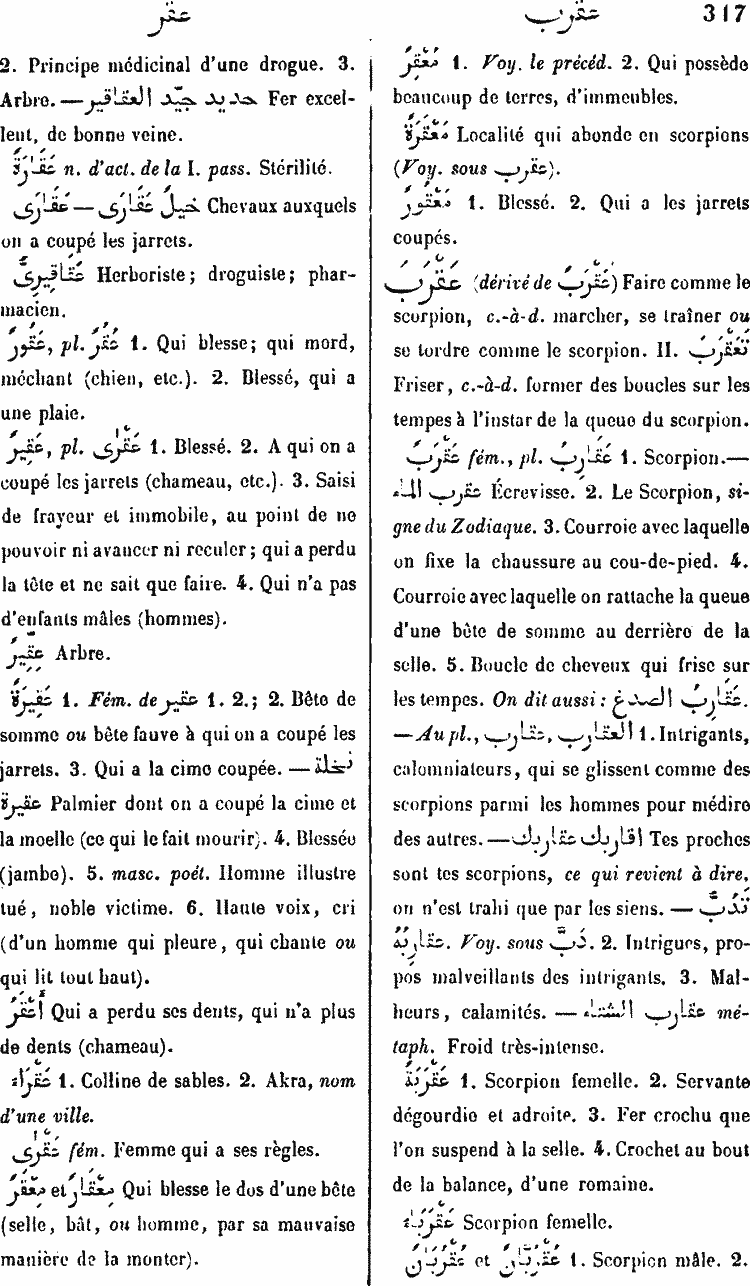 عقر
عقرب 317
2. Principe médicinal d'une drogue. 3.
Arbre. — حديد جيّد العقاقير Fer excel-
lent, de bonne veine.
عَقَارَةٌ n. d'act. de la I. pass. Stérilité.
خَيلٌ عَقَارَى — عُقَارَى Chevaux auxquels
on a coupé les jarrets.
عَقَاقِيرِىٌّ Herboriste; droguiste; phar-
macien.
عَقُورٌ, pl. عُقُرٌ 1. Qui blesse; qui mord,
méchant (chien, etc.). 2. Blessé, qui a
une plaie.
عَقِيرٌ, pl. عَقْرَى 1. Blessé. 2. A qui on a
coupé les jarrets (chameau, etc.). 3. Saisi
de frayeur et immobile, au point de ne
pouvoir ni avancer ni reculer; qui a perdu
la tête et ne sait que faire. 4. Qui n'a pas
d'enfants mâles (hommes).
عِقِّيرٌ Arbre.
عَقِيرَةٌ 1. Fém. de عقير 1. 2.; 2. Bête de
somme ou bête fauve à qui on a coupé les
jarrets. 3. Qui a la cime coupée. — نخلة
عقيرة Palmier dont on a coupé la cime et
la moelle (ce qui le fait mourir). 4. Blessée
(jambe). 5. masc. poét. Homme illustre
tué, noble victime. 6. Haute voix, cri
(d'un homme qui pleure, qui chante ou
qui lit tout haut).
أَعْقَرُ Qui a perdu ses dents, qui n'a plus
de dents (chameau).
عَقْرَاء 1. Colline de sables. 2. Akra, nom
d'une ville.
عَقْرَى fém. Femme qui a ses règles.
مِعْقَارٌ et مِعْقَرٌ Qui blesse le dos d'une bête
(selle, bât, ou homme, par sa mauvaise
manière de la monter).
مُعْقِرٌ 1. Voy. le précéd. 2. Qui possède
beaucoup de terres, d'immeubles.
مُعَقْرَةٌ Localité qui abonde en scorpions
(Voy. sous عقرب).
مَعْقُورٌ 1. Blessé. 2. Qui a les jarrets
coupés.
عَقْرَبَ (dérivé de عَقْرَبٌ) Faire comme le
scorpion, c.-à-d. marcher, se traîner ou
se tordre comme le scorpion. II. تَعَقْرَبَ
Friser, c.-à-d. former des boucles sur les
tempes à l'instar de la queue du scorpion.
عَقْرَبٌ fém., pl. عَقَارِبُ 1. Scorpion.—
عقرب الماء Écrevisse. 2. Le Scorpion, si-
gne du Zodiaque. 3. Courroie avec laquelle
on fixe la chaussure au cou-de-pied. 4.
Courroie avec laquelle on rattache la queue
d'une bête de somme au derrière de la
selle. 5. Boucle de cheveux qui frise sur
les tempes. On dit aussi: عَقَارِبُ الصدغ.
—Au pl., عقارب, العقارب 1. Intrigants,
calomniateurs, qui se glissent comme des
scorpions parmi les hommes pour médire
des autres. — اقاربك عقاربك Tes proches
sont tes scorpions, ce qui revient à dire,
on n'est trahi que par les siens. — تَدِبُّ
عَقَارِبُهُ. Voy. sous دَبَّ. 2. Intrigues, pro-
pos malveillants des intrigants. 3. Mal-
heurs, calamités. — عقارب الشتاء mé-
taph. Froid très-intense.
عَقْرَبَةٌ 1. Scorpion femelle. 2. Servante
dégourdie et adroite. 3. Fer crochu que
l'on suspend à la selle. 4. Crochet au bout
de la balance, d'une romaine.
عَقْرَبَاء Scorpion femelle.
عُقْرُبَانٌ et عُقْرُبَّانٌ 1. Scorpion mâle. 2.